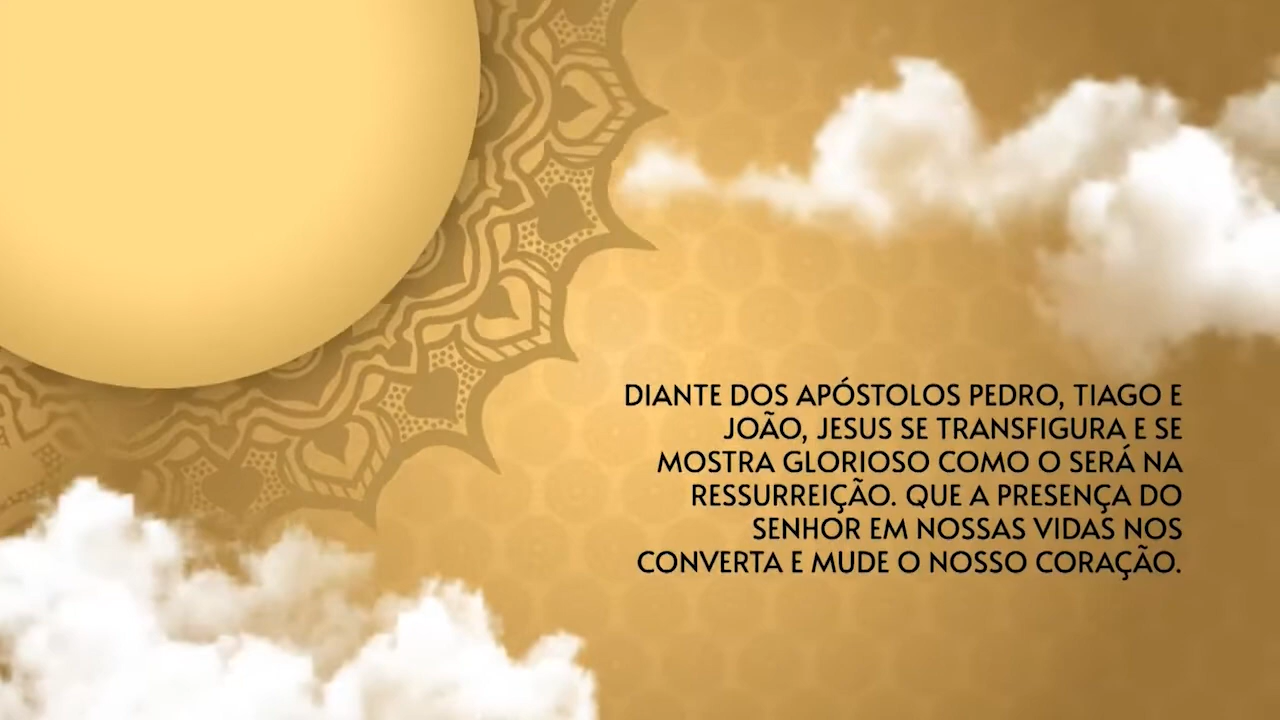 DIANTE DOS APÓSTOLOS PEDRO, TIAGO E
JOÃO, JESUS SE TRANSFIGURA E SE
MOSTRA GLORIOSO COMO O SERÁ NA
RESSURREIÇÃO. QUE A PRESENÇA DO
SENHOR EM NOSSAS VIDAS NOS
CONVERTA E MUDE O NOSSO CORAÇÃO.